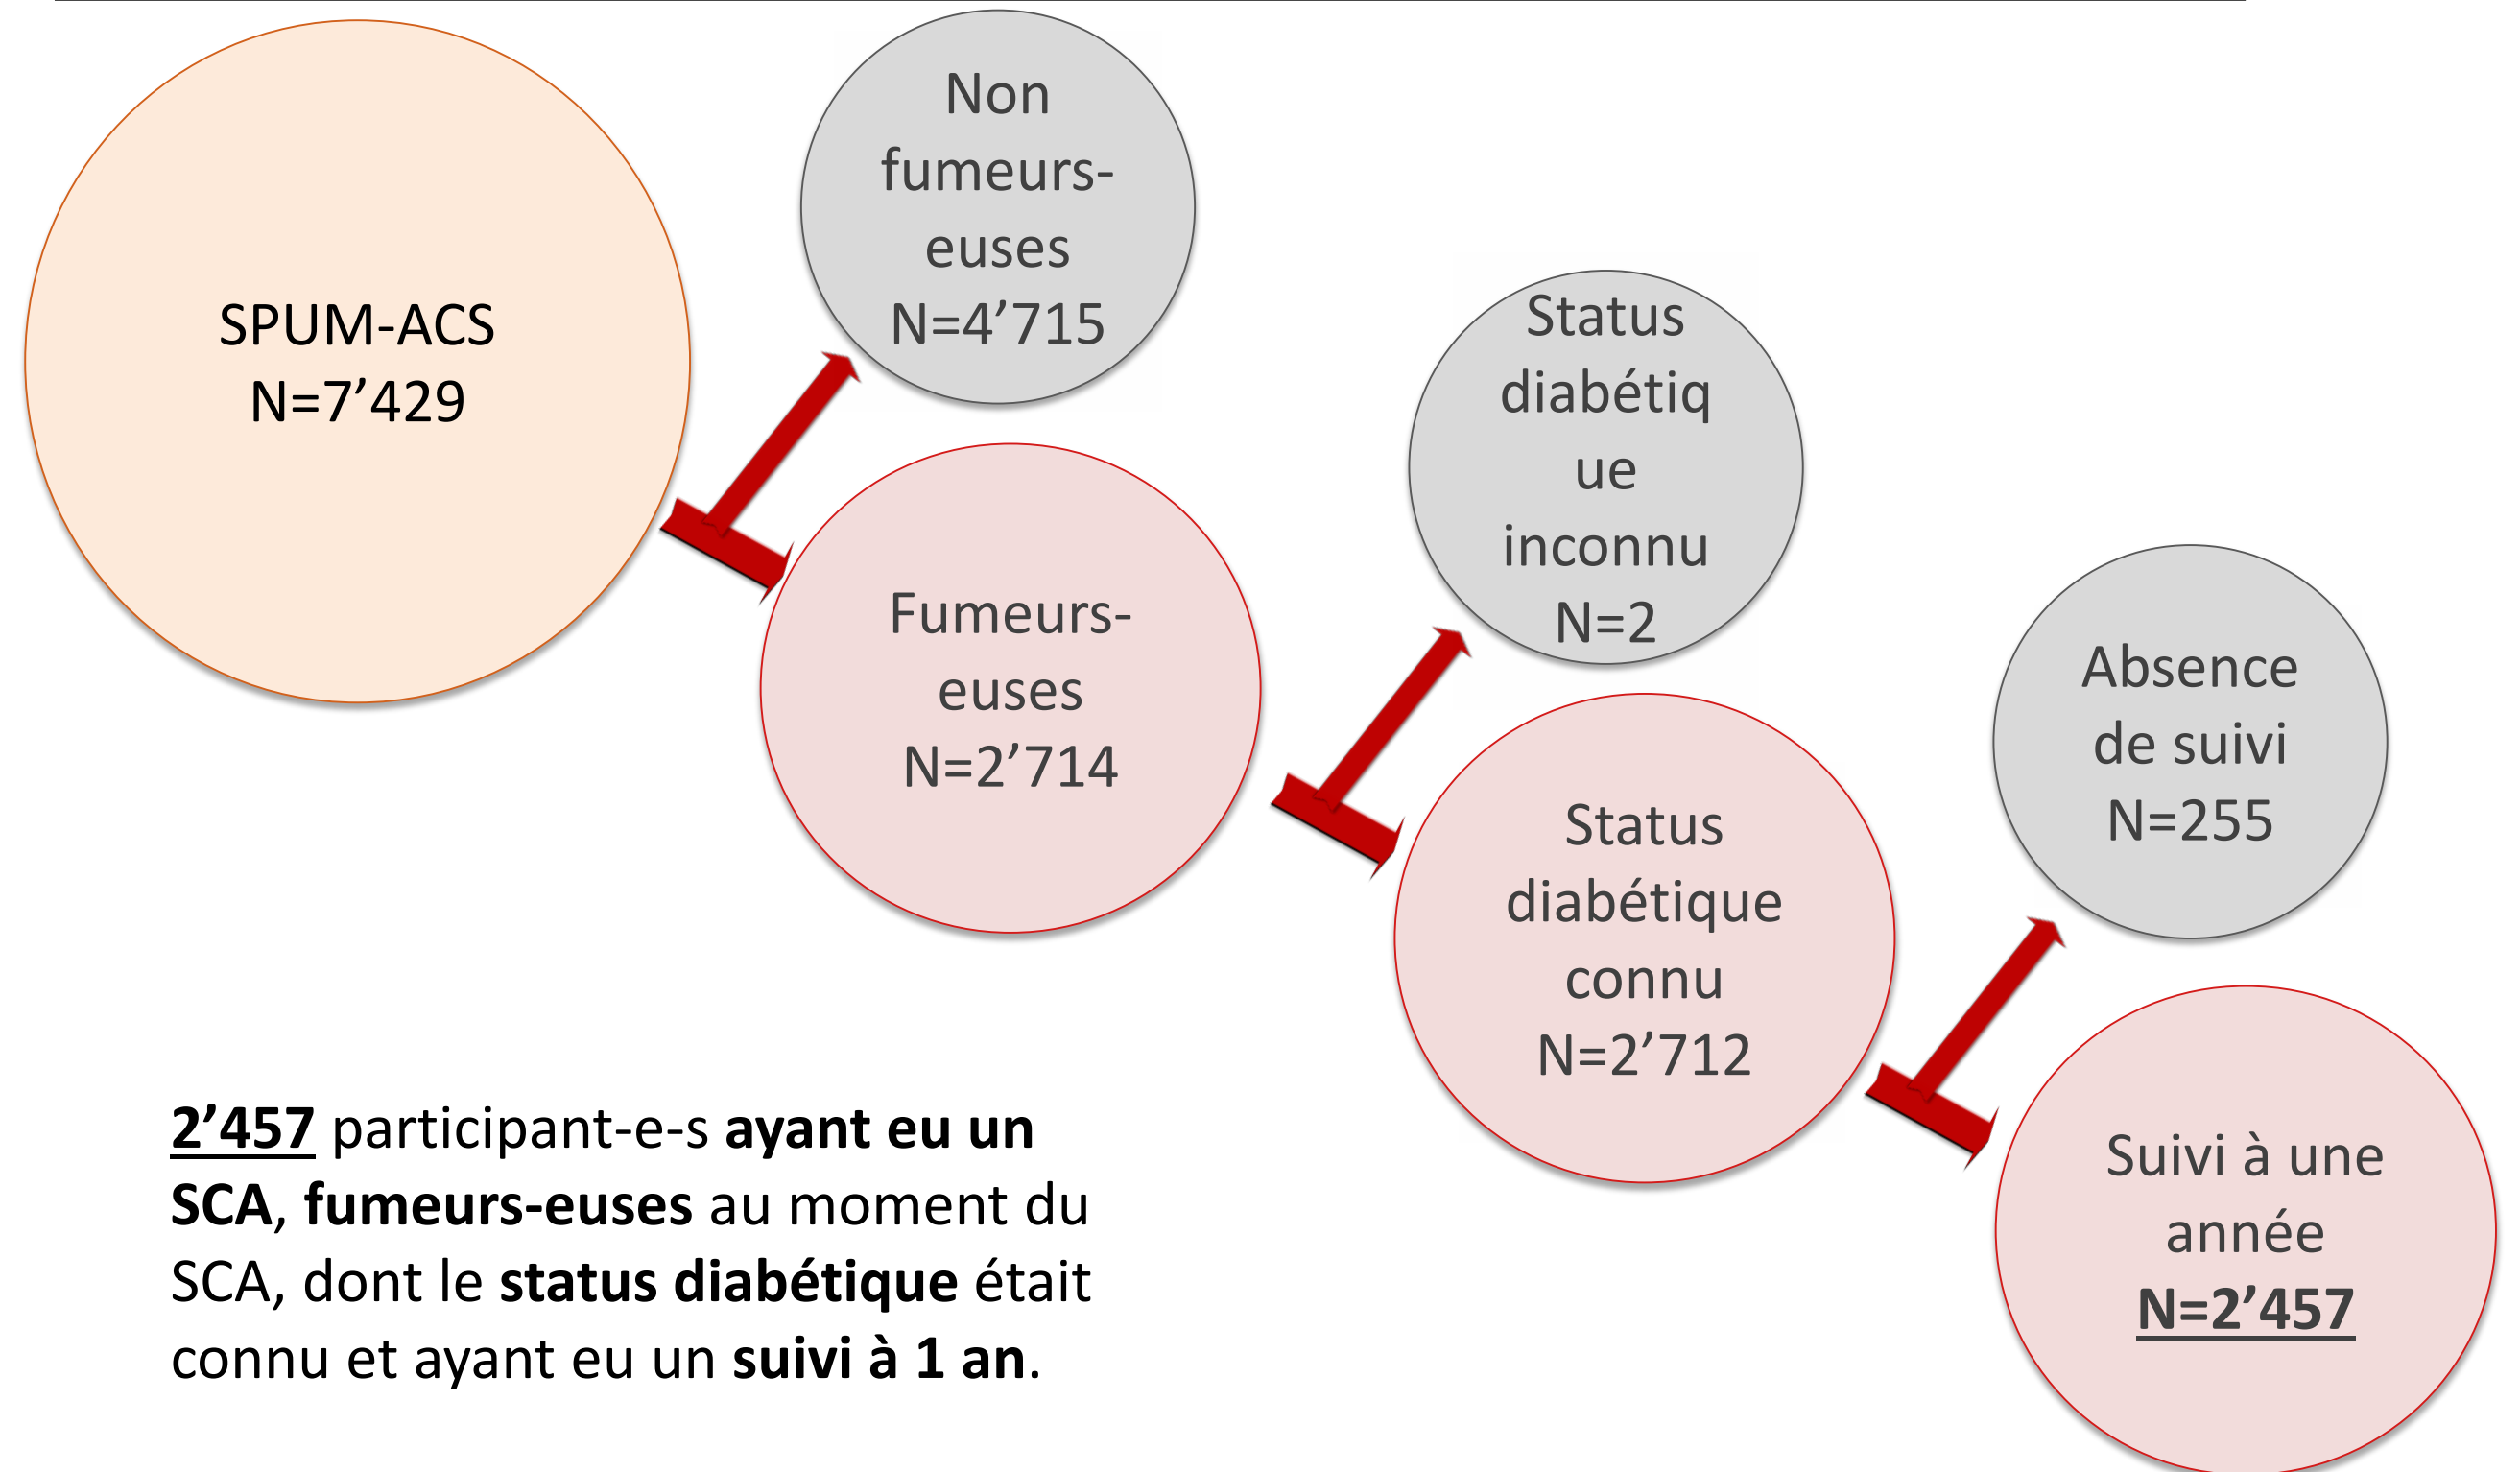 SPUM-ACS
N=7’429
Non
fumeurs-
euses
N=4’715
Fumeurs-
euses
N=2’714
Status
diabétiq
ue
inconnu
N=2
Status
diabétique
connu
N=2’712
Absence
de suivi
N=255
Suivi à une
année
N=2’457
2’457 participant-e-s ayant eu un
SCA, fumeurs-euses au moment du
SCA, dont le status diabétique était
connu et ayant eu un suivi à 1 an.